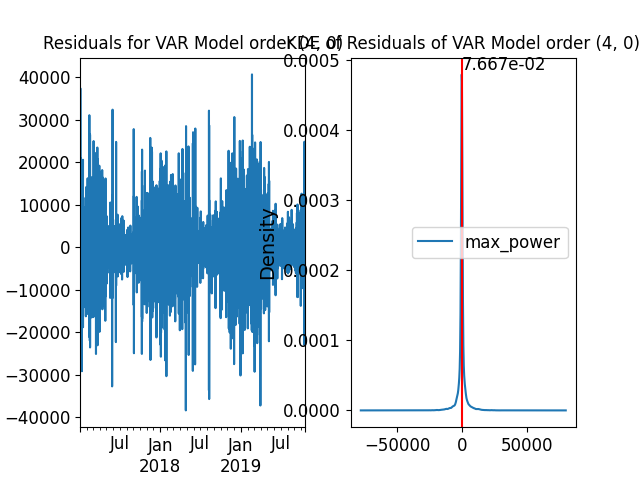 Residuals for VAR Model order (4, 0)
40000
30000
20000
10000
0
−10000
−20000
−30000
−40000
Jul
Jan
2018
Jul
Jan
2019
Jul
KDE of Residuals of VAR Model order (4, 0)
7.667e-02
Density
0.0005
0.0004
0.0003
0.0002
0.0001
0.0000
max_power
−50000
0
50000